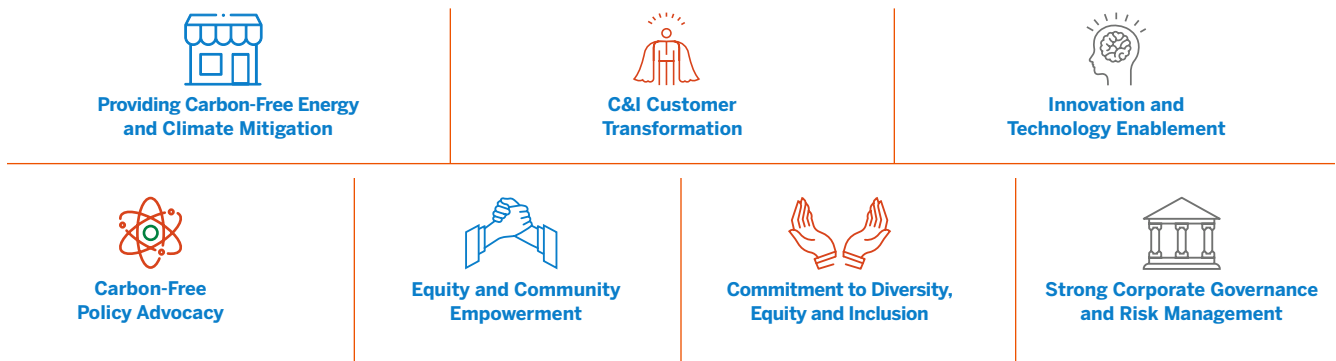 Providing Carbon-Free Energy
and Climate Mitigation
C&I Customer
Transformation
Innovation and
Technology Enablement
Carbon-Free
Policy Advocacy
Equity and Community
Empowerment
Commitment to Diversity,
Equity and Inclusion
Strong Corporate Governance
and Risk Management